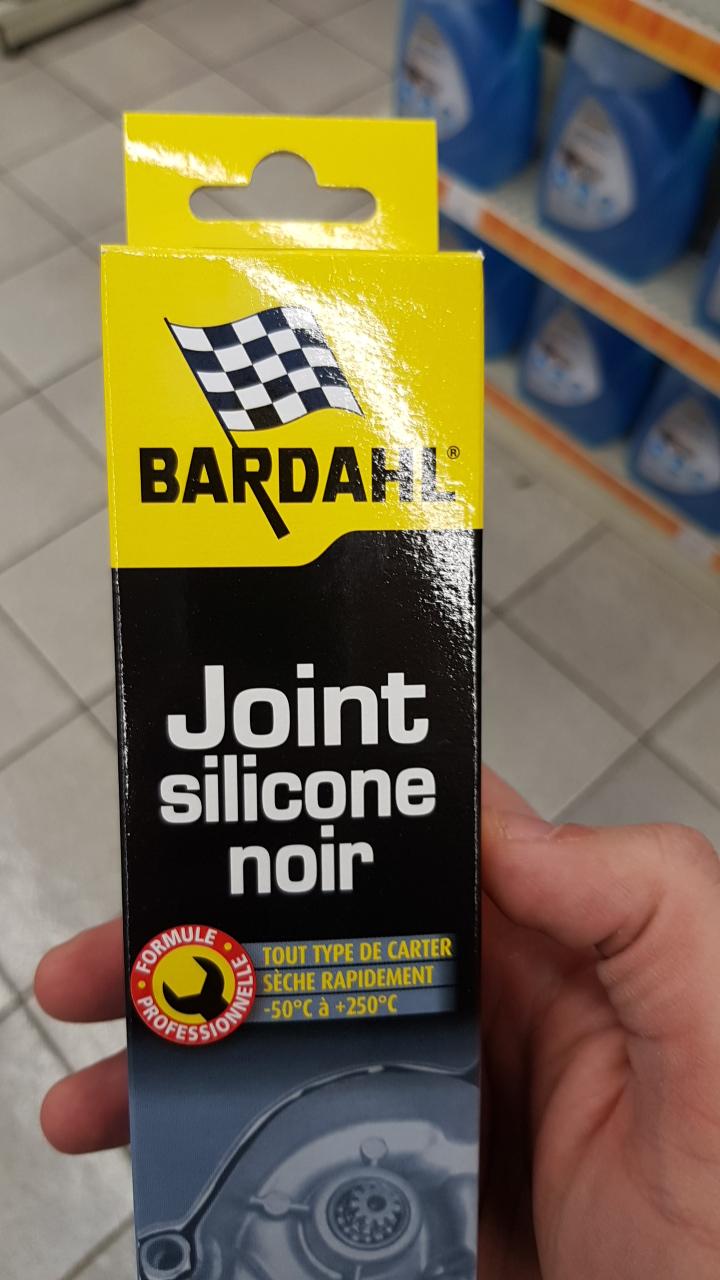 BARDAHL®
Joint
silicone
noir
FORMULE
PROFESSIONNELLE
TOUT TYPE DE CARTER
SÈCHE RAPIDEMENT
-50°C à +250°C